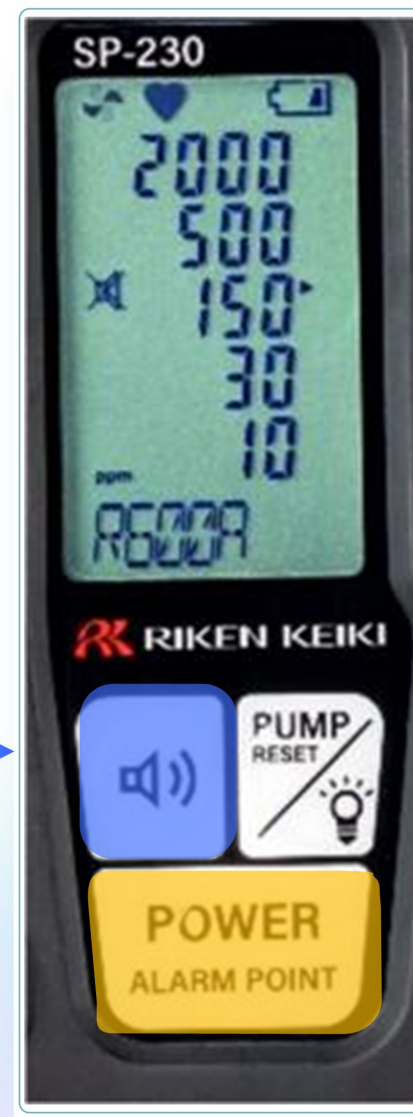 SP-230
2000
500
150
30
10
ppm
R600A
RIKEN KEIKI
PUMP
RESET
POWER
ALARM POINT